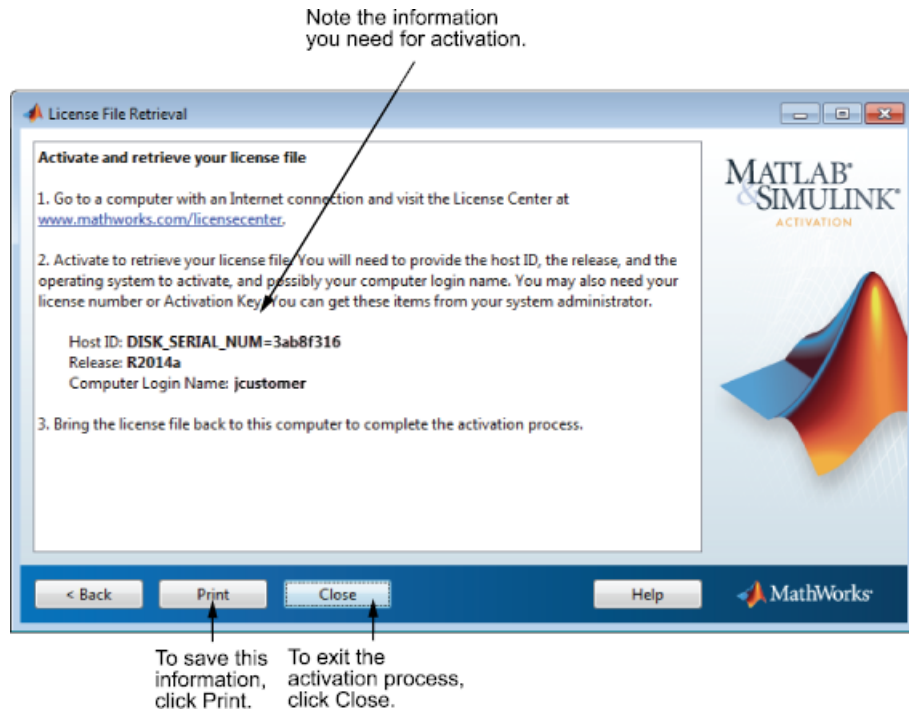 Note the information
you need for activation.
License File Retrieval
Activate and retrieve your license file
1. Go to a computer with an Internet connection and visit the License Center at
www.mathworks.com/licensecenter.
2. Activate to retrieve your license file. You will need to provide the host ID, the release, and the
operating system to activate, and possibly your computer login name. You may also need your
license number or Activation Key. You can get these items from your system administrator.
Host ID: DISK_SERIAL_NUM=3ab8f316
Release: R2014a
Computer Login Name: jcustomer
3. Bring the license file back to this computer to complete the activation process.
MATLAB®
&SIMULINK®
ACTIVATION
< Back
Print
Close
Help
MathWorks®
To save this
information,
click Print.
To exit the
activation process,
click Close.